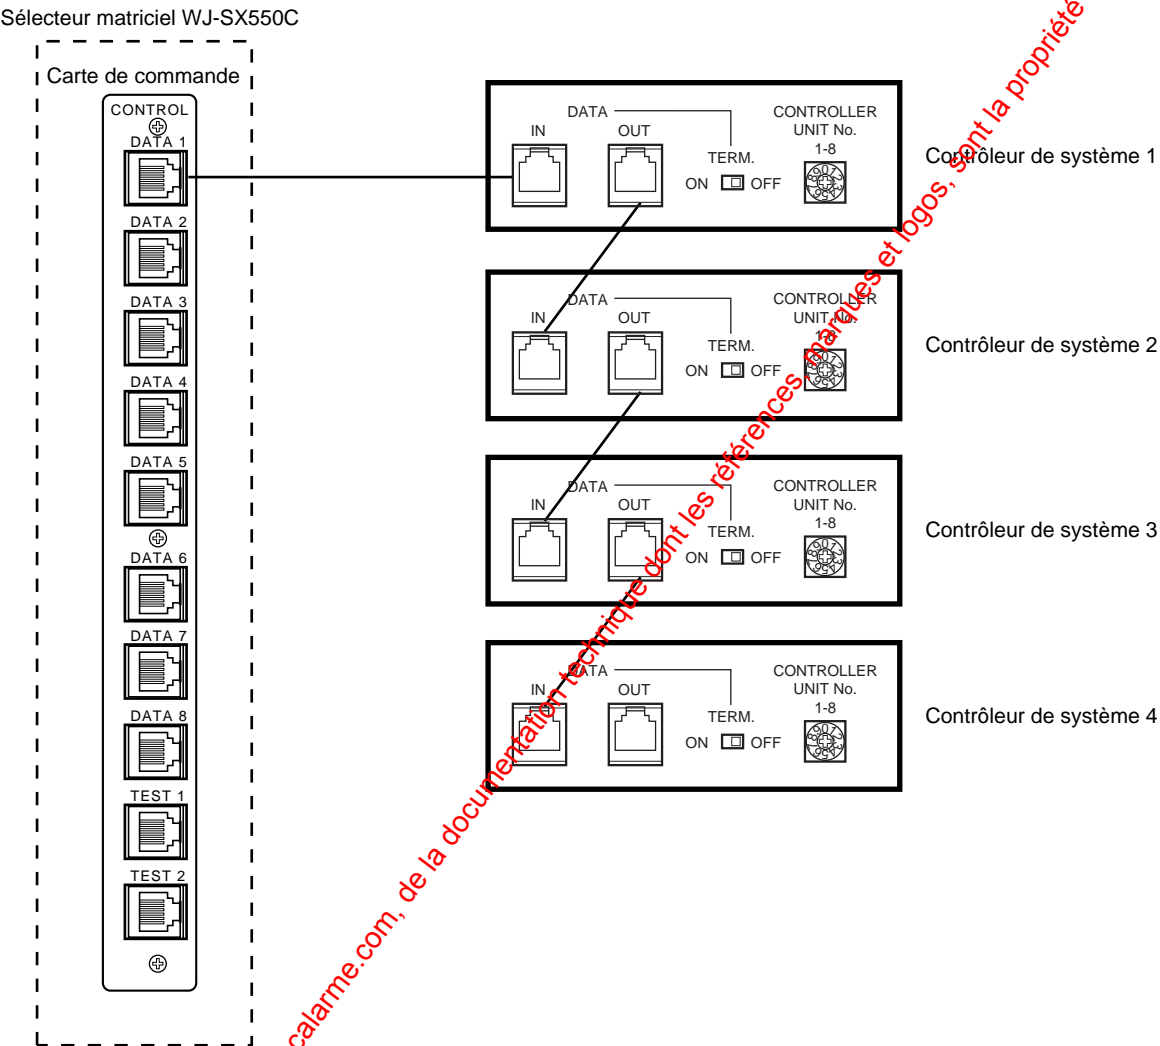 Sélecteur matriciel WJ-SX550C
Carte de commande
CONTROL
DATA 1
DATA 2
DATA 3
DATA 4
DATA 5
DATA 6
DATA 7
DATA 8
TEST 1
TEST 2
DATA
IN OUT
TERM.
ON OFF
CONTROLLER
UNIT No.
1-8
Contrôleur de système 1
DATA
IN OUT
TERM.
ON OFF
CONTROLLER
UNIT No.
1-8
Contrôleur de système 2
DATA
IN OUT
TERM.
ON OFF
CONTROLLER
UNIT No.
1-8
Contrôleur de système 3
DATA
IN OUT
TERM.
ON OFF
CONTROLLER
UNIT No.
1-8
Contrôleur de système 4
calarme.com, de la documentation technique dont les références, marques et logos, sont la propriété